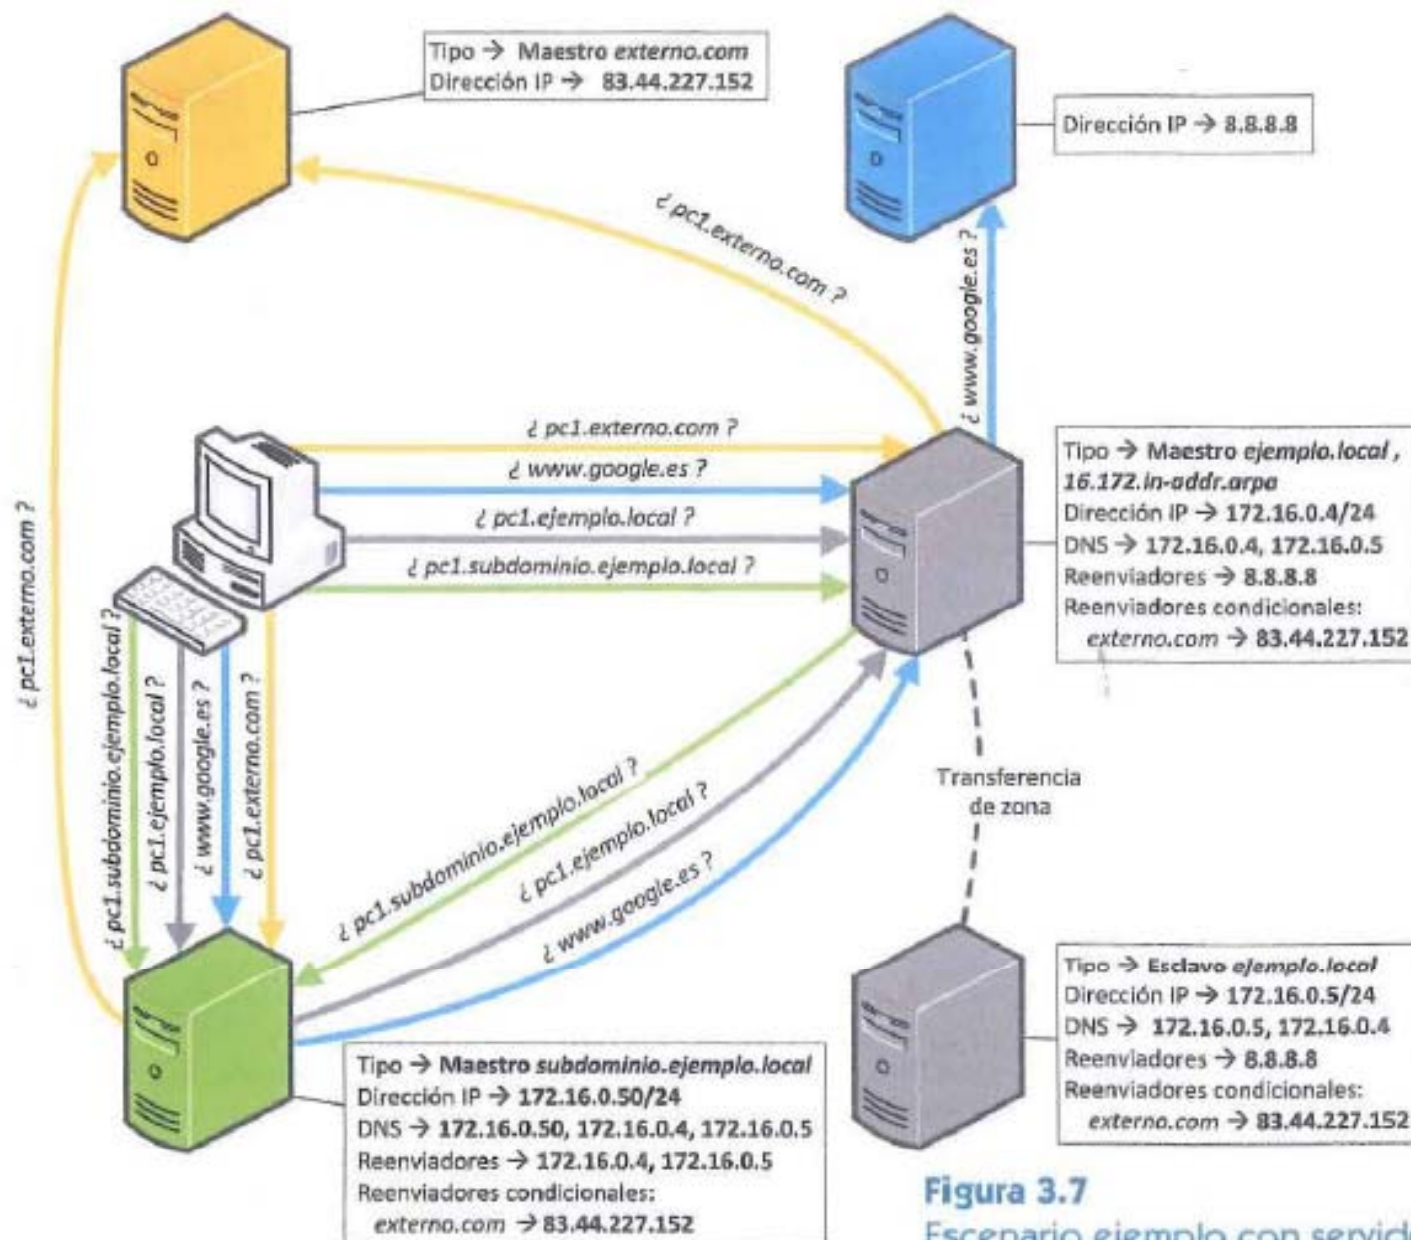 Tipo → Maestro externo.com
Dirección IP → 83.44.227.152
Dirección IP → 8.8.8.8
¿ pc1.externo.com ?
¿ www.google.es ?
¿ pc1.externo.com ?
¿ www.google.es ?
¿ pc1.ejemplo.local ?
¿ pc1.subdominio.ejemplo.local ?
Tipo → Maestro ejemplo.local ,
16.172.in-addr.arpa
Dirección IP → 172.16.0.4/24
DNS → 172.16.0.4, 172.16.0.5
Reenviadores → 8.8.8.8
Reenviadores condicionales:
externo.com → 83.44.227.152
¿ pc1.externo.com ?
¿ pc1.subdominio.ejemplo.local ?
¿ pc1.ejemplo.local ?
¿ www.google.es ?
¿ pc1.externo.com ?
¿ pc1.subdominio.ejemplo.local ?
¿ pc1.ejemplo.local ?
¿ www.google.es ?
Transferencia
de zona
Tipo → Esclavo ejemplo.local
Dirección IP → 172.16.0.5/24
DNS → 172.16.0.5, 172.16.0.4
Reenviadores → 8.8.8.8
Reenviadores condicionales:
externo.com → 83.44.227.152
Tipo → Maestro subdominio.ejemplo.local
Dirección IP → 172.16.0.50/24
DNS → 172.16.0.50, 172.16.0.4, 172.16.0.5
Reenviadores → 172.16.0.4, 172.16.0.5
Reenviadores condicionales:
externo.com → 83.44.227.152
Figura 3.7
Escenario ejemplo con servid